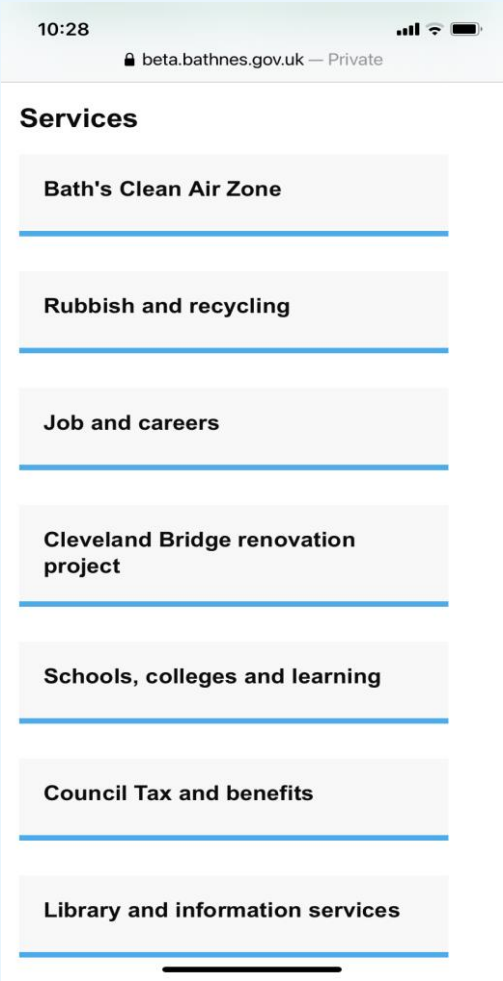 10:28
beta.bathnes.gov.uk — Private
Services
Bath's Clean Air Zone
Rubbish and recycling
Job and careers
Cleveland Bridge renovation
project
Schools, colleges and learning
Council Tax and benefits
Library and information services